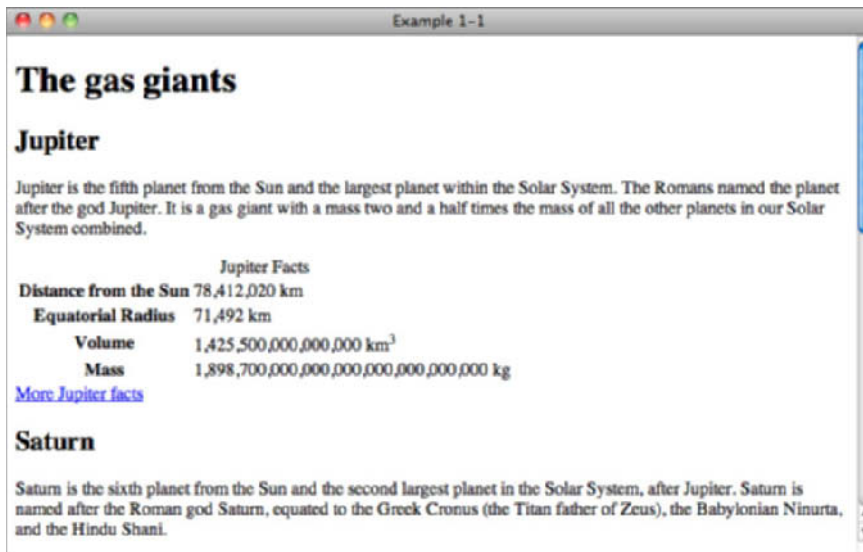 Example 1-1
The gas giants
Jupiter
Jupiter is the fifth planet from the Sun and the largest planet within the Solar System. The Romans named the planet
after the god Jupiter. It is a gas giant with a mass two and a half times the mass of all the other planets in our Solar
System combined.
Jupiter Facts
Distance from the Sun 78,412,020 km
Equatorial Radius 71,492 km
Volume 1,425,500,000,000,000 km³
Mass 1,898,700,000,000,000,000,000,000,000 kg
More Jupiter facts
Saturn
Saturn is the sixth planet from the Sun and the second largest planet in the Solar System, after Jupiter. Saturn is
named after the Roman god Saturn, equated to the Greek Cronus (the Titan father of Zeus), the Babylonian Ninurta,
and the Hindu Shani.